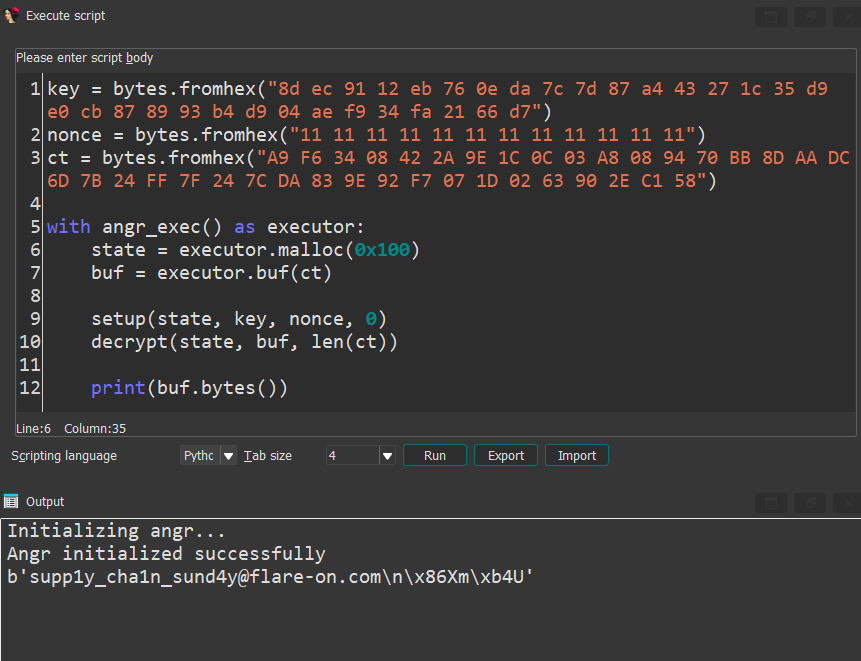 Execute script
Please enter script body
1 key = bytes.fromhex("8d ec 91 12 eb 76 0e da 7c 7d 87 a4 43 27 1c 35 d9
e0 cb 87 89 93 b4 d9 04 ae f9 34 fa 21 66 d7")
2 nonce = bytes.fromhex("11 11 11 11 11 11 11 11 11 11 11 11")
3 ct = bytes.fromhex("A9 F6 34 08 42 2A 9E 1C 0C 03 A8 08 94 70 BB 8D AA DC
6D 7B 24 FF 7F 24 7C DA 83 9E 92 F7 07 1D 02 63 90 2E C1 58")
4
5 with angr_exec() as executor:
6     state = executor.malloc(0x100)
7     buf = executor.buf(ct)
8
9     setup(state, key, nonce, 0)
10     decrypt(state, buf, len(ct))
11
12     print(buf.bytes())
Line:6 Column:35
Scripting language Pythc Tab size 4 Run Export Import
Output
Initializing angr...
Angr initialized successfully
b'supp1y_cha1n_sund4y@flare-on.com\n\x86Xm\xb4U'